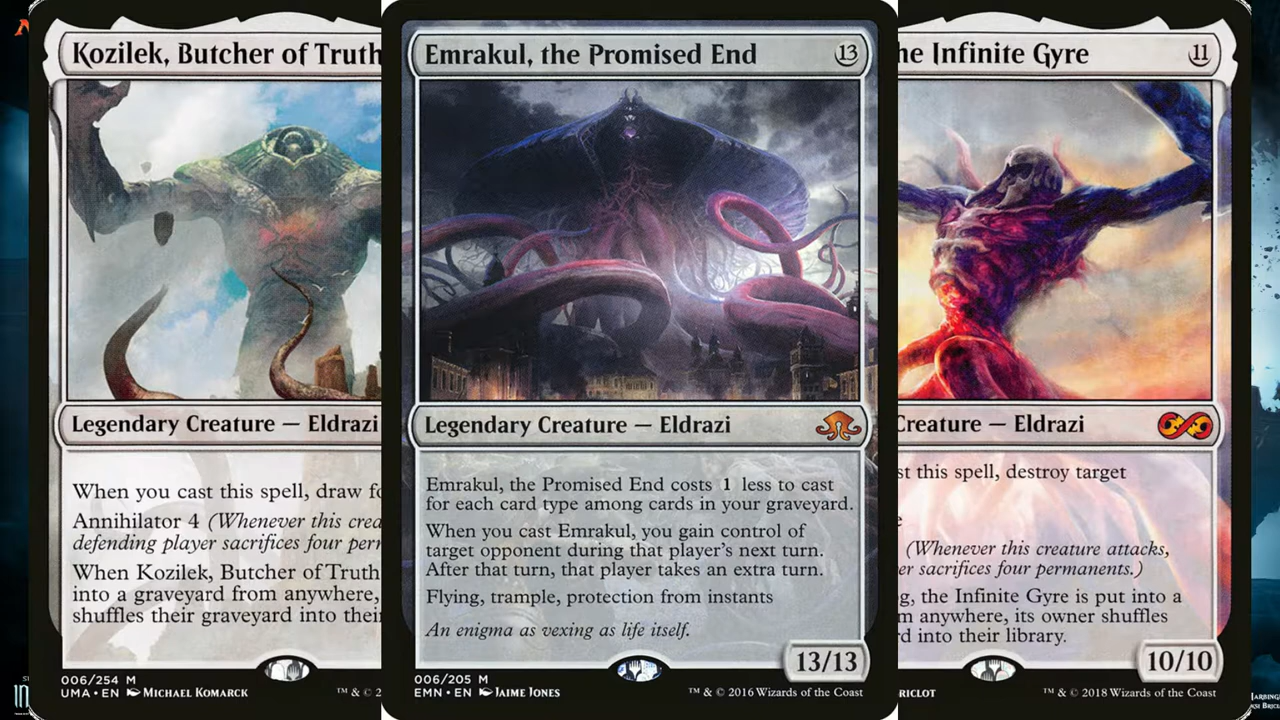 Kozilek, Butcher of Truth
Legendary Creature — Eldrazi
When you cast this spell, draw
Annihilator 4 (Whenever this
defending player sacrifices four
When Kozilek, Butcher of Truth
into a graveyard from anywhere,
shuffles their graveyard into
006/254 M
UMA • EN MICHAEL KOMARCK
™ & ©
Emrakul, the Promised End 13
Legendary Creature — Eldrazi
Emrakul, the Promised End costs 1 less to cast
for each card type among cards in your graveyard.
When you cast Emrakul, you gain control of
target opponent during that player's next turn.
After that turn, that player takes an extra turn.
Flying, trample, protection from instants
An enigma as vexing as life itself.
13/13
006/205 M
EMN • EN JAIME JONES
™ & © 2016 Wizards of the Coast
the Infinite Gyre 11
Creature — Eldrazi
this spell, destroy target
(Whenever this creature attacks,
sacrifices four permanents.)
the Infinite Gyre is put into a
anywhere, its owner shuffles
into their library.
10/10
™ & © 2018 Wizards of the Coast